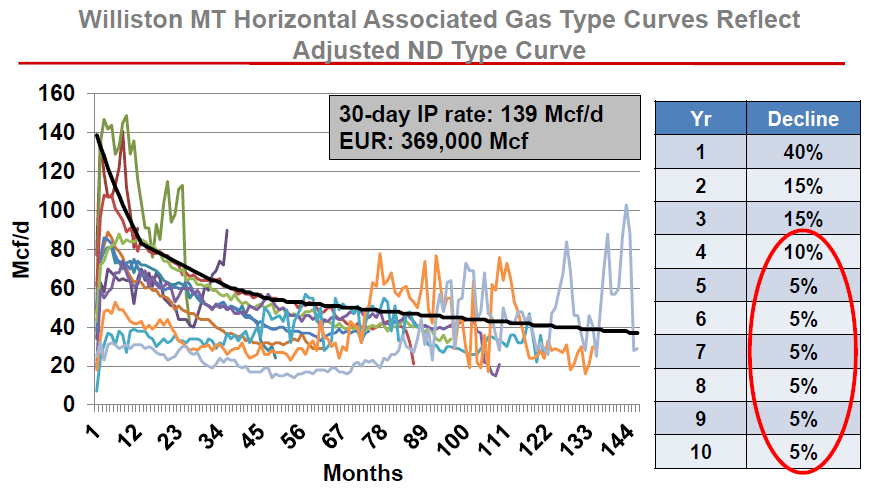 Williston MT Horizontal Associated Gas Type Curves Reflect
Adjusted ND Type Curve
30-day IP rate: 139 Mcf/d
EUR: 369,000 Mcf
Mcf/d
160
140
120
100
80
60
40
20
0
1 12 23 34 45 56 67 78 89 100 111 122 133 144
Months
Yr Decline
1 40%
2 15%
3 15%
4 10%
5 5%
6 5%
7 5%
8 5%
9 5%
10 5%